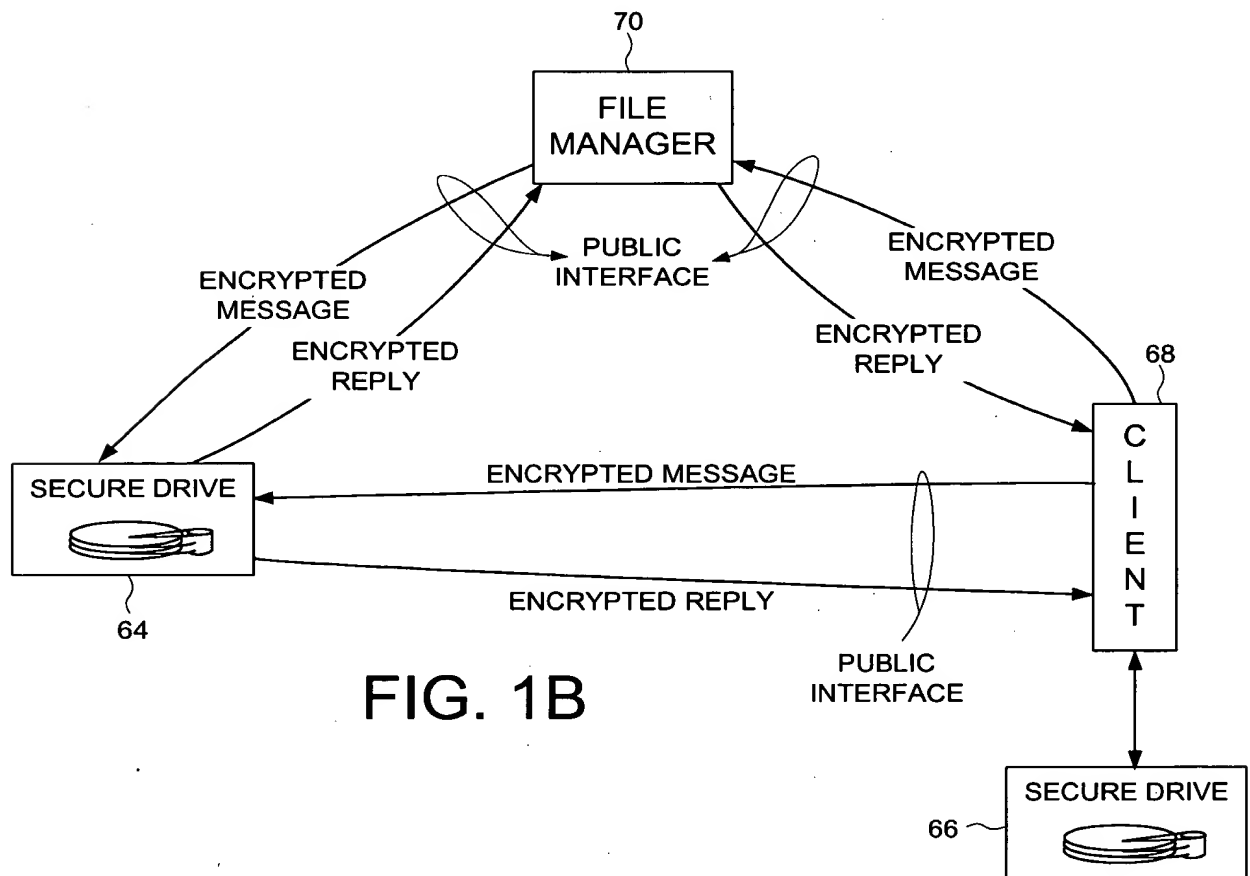 70
FILE
MANAGER
PUBLIC
INTERFACE
ENCRYPTED
MESSAGE
ENCRYPTED
MESSAGE
ENCRYPTED
REPLY
ENCRYPTED
REPLY
68
CLIENT
SECURE DRIVE
64
ENCRYPTED MESSAGE
ENCRYPTED REPLY
PUBLIC
INTERFACE
FIG. 1B
SECURE DRIVE
66